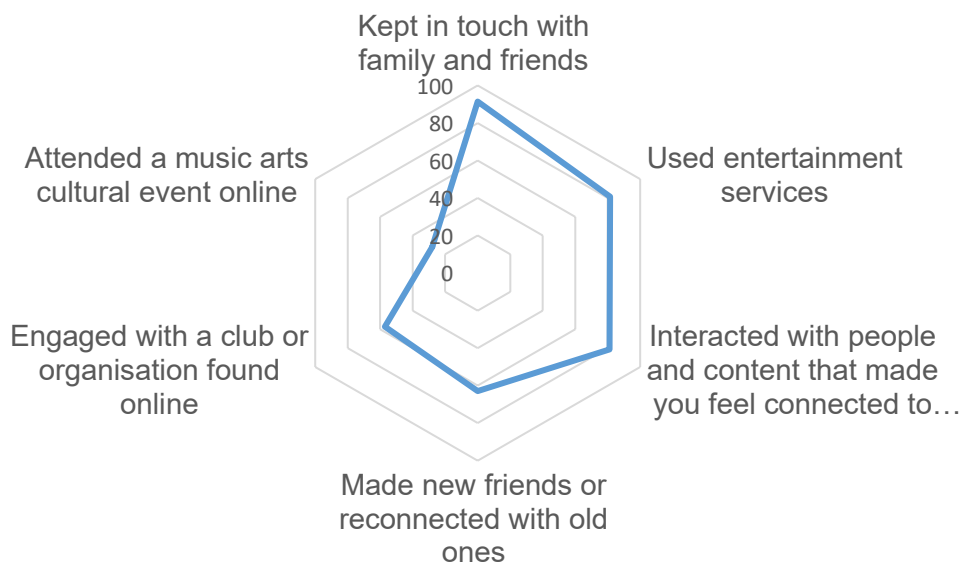 Kept in touch with
family and friends
100
80
60
40
20
0
Used entertainment
services
Interacted with people
and content that made
you feel connected to…
Made new friends or
reconnected with old
ones
Engaged with a club or
organisation found
online
Attended a music arts
cultural event online